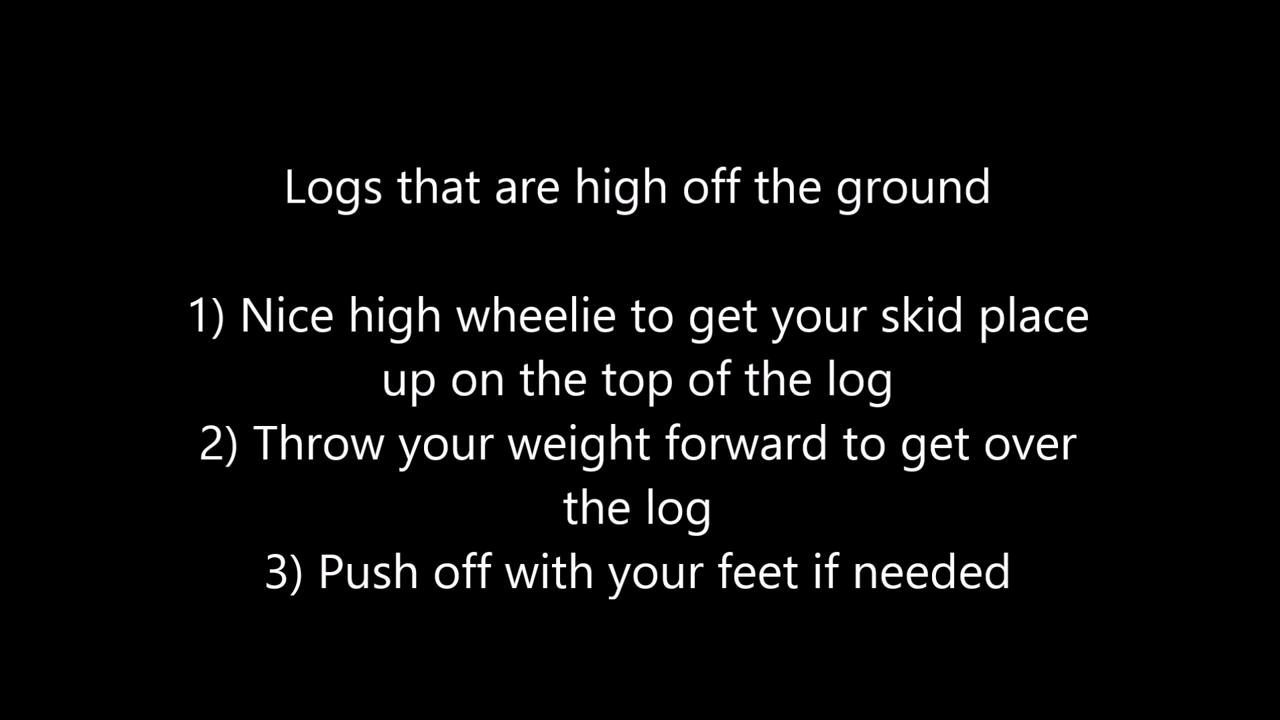 Logs that are high off the ground
1) Nice high wheelie to get your skid place
up on the top of the log
2) Throw your weight forward to get over
the log
3) Push off with your feet if needed